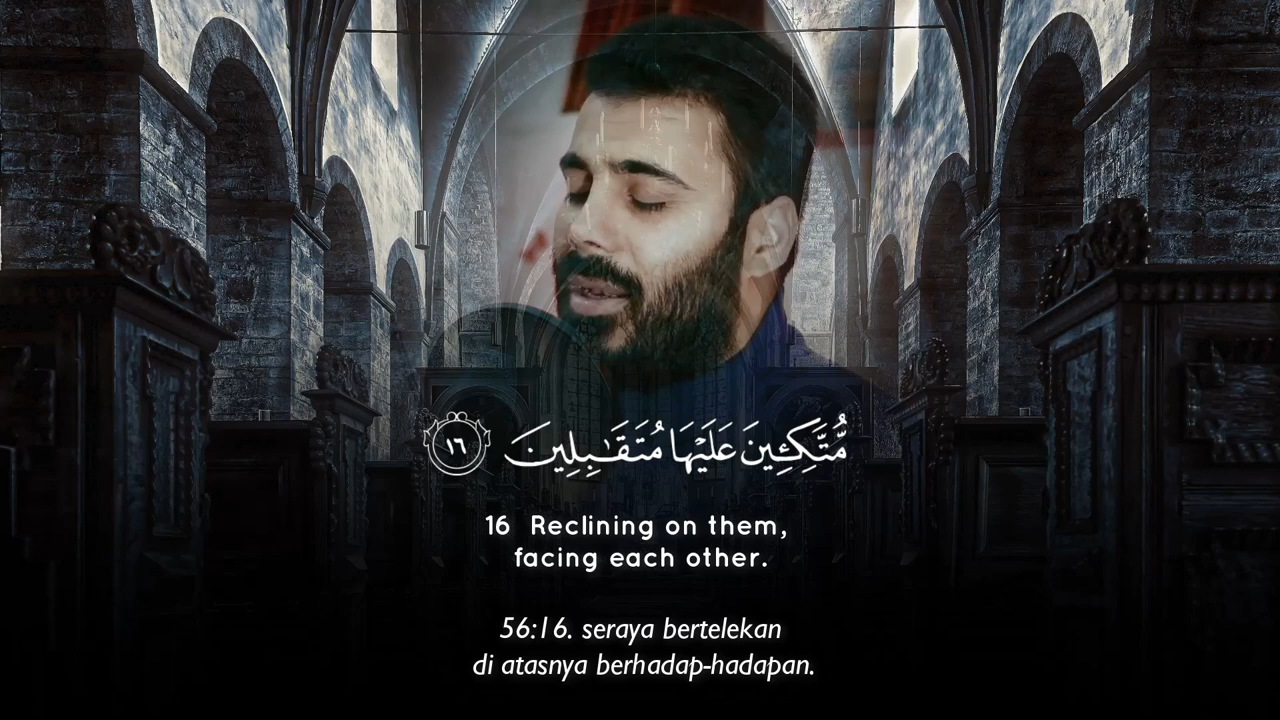 مُّتَّكِـِٔينَ عَلَيْهَا مُتَقَـٰبِلِينَ ١٦
16 Reclining on them,
facing each other.
56:16. seraya bertelekan
di atasnya berhadap-hadapan.